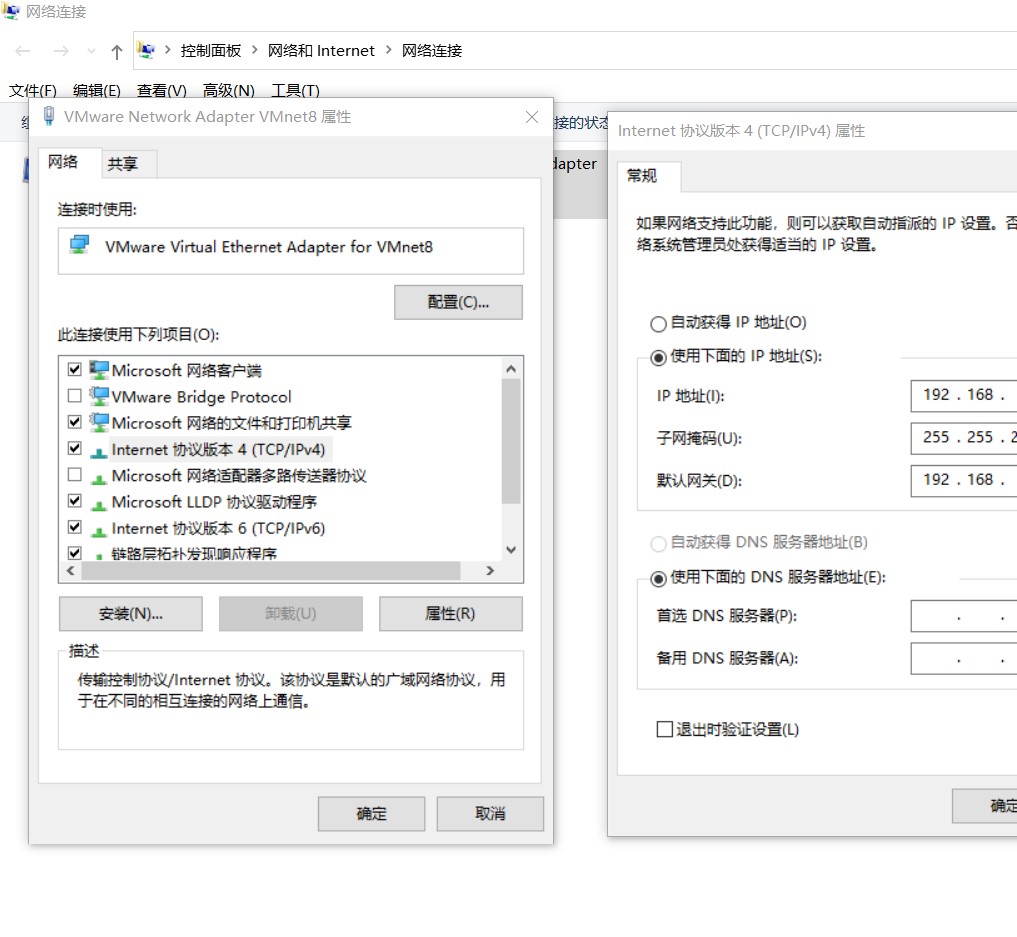 网络连接
控制面板 网络和 Internet 网络连接
文件(F) 编辑(E) 查看(V) 高级(N) 工具(T)
接的状态
dapter
VMware Network Adapter VMnet8 属性
网络 共享
连接时使用:
VMware Virtual Ethernet Adapter for VMnet8
配置(C)...
此连接使用下列项目(O):
Microsoft 网络客户端
VMware Bridge Protocol
Microsoft 网络的文件和打印机共享
Internet 协议版本 4 (TCP/IPv4)
Microsoft 网络适配器多路传送器协议
Microsoft LLDP 协议驱动程序
Internet 协议版本 6 (TCP/IPv6)
链路层拓扑发现响应程序
安装(N)... 卸载(U) 属性(R)
描述
传输控制协议/Internet 协议。该协议是默认的广域网络协议，用
于在不同的相互连接的网络上通信。
确定 取消
Internet 协议版本 4 (TCP/IPv4) 属性
常规
如果网络支持此功能，则可以获取自动指派的 IP 设置。否
络系统管理员处获得适当的 IP 设置。
自动获得 IP 地址(O)
使用下面的 IP 地址(S):
IP 地址(I): 192 . 168 .
子网掩码(U): 255 . 255 . 2
默认网关(D): 192 . 168 .
自动获得 DNS 服务器地址(B)
使用下面的 DNS 服务器地址(E):
首选 DNS 服务器(P): . .
备用 DNS 服务器(A): . .
退出时验证设置(L)
确定